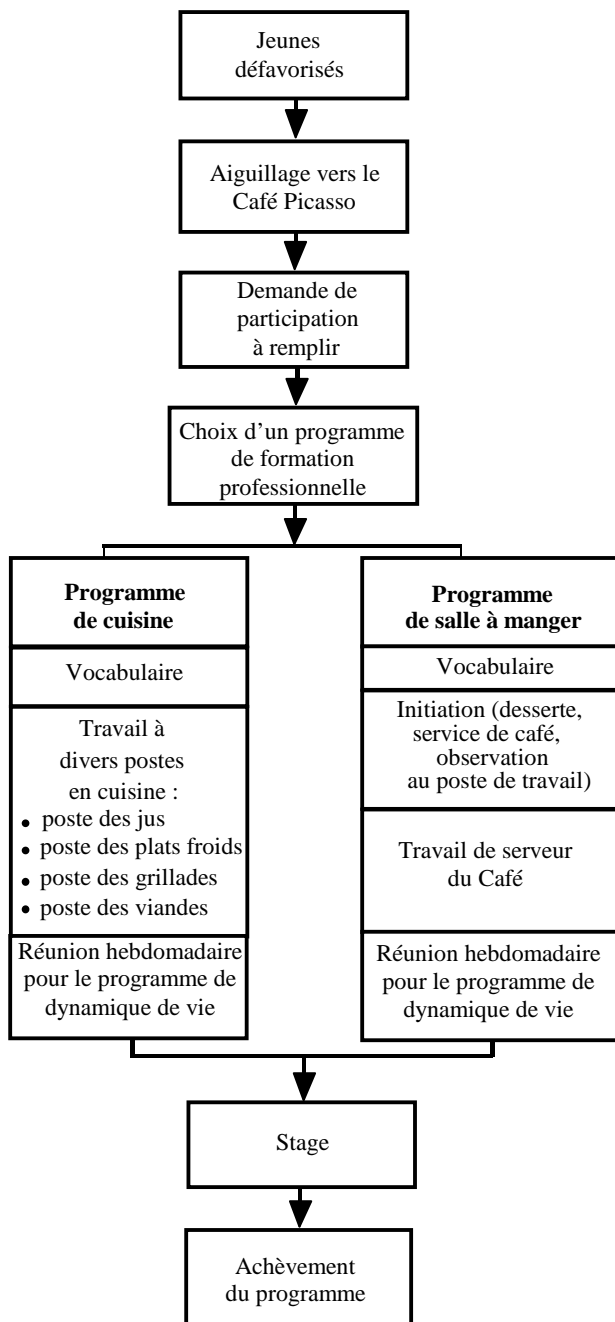 Jeunes
défavorisés
Aiguillage vers le
Café Picasso
Demande de
participation
à remplir
Choix d’un programme
de formation
professionnelle
Programme
de cuisine
Vocabulaire
Travail à
divers postes
en cuisine :
• poste des jus
• poste des plats froids
• poste des grillades
• poste des viandes
Réunion hebdomadaire
pour le programme de
dynamique de vie
Programme
de salle à manger
Vocabulaire
Initiation (desserte,
service de café,
observation
au poste de travail)
Travail de serveur
du Café
Réunion hebdomadaire
pour le programme de
dynamique de vie
Stage
Achèvement
du programme